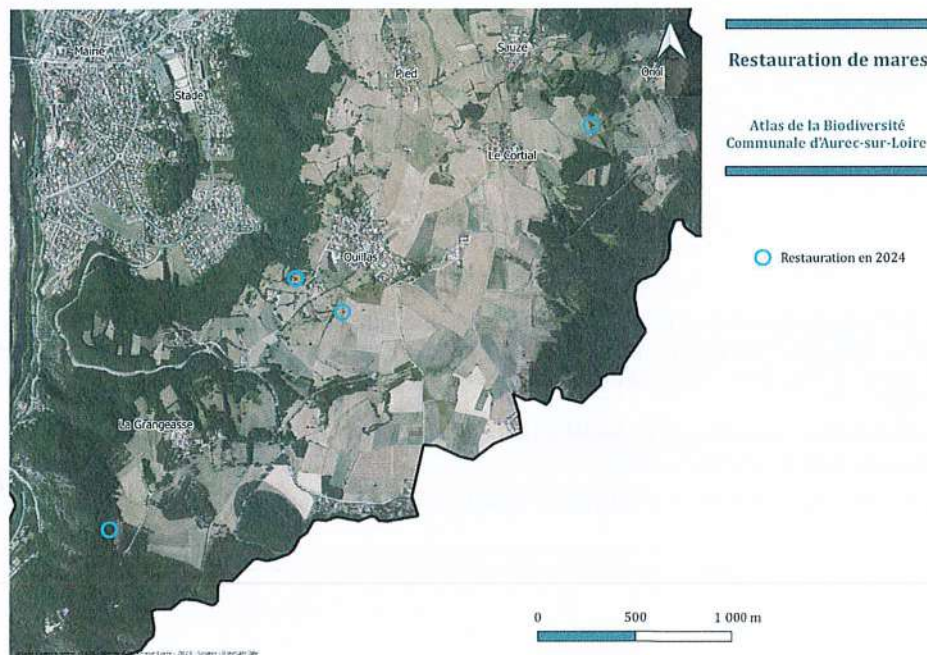 Mairie
Stade
Pied
Sauze
Oriol
Le Cortial
Ouillas
La Grangeasse
Restauration de mares
Atlas de la Biodiversité
Communale d'Aurec-sur-Loire
Restauration en 2024
0 500 1 000 m